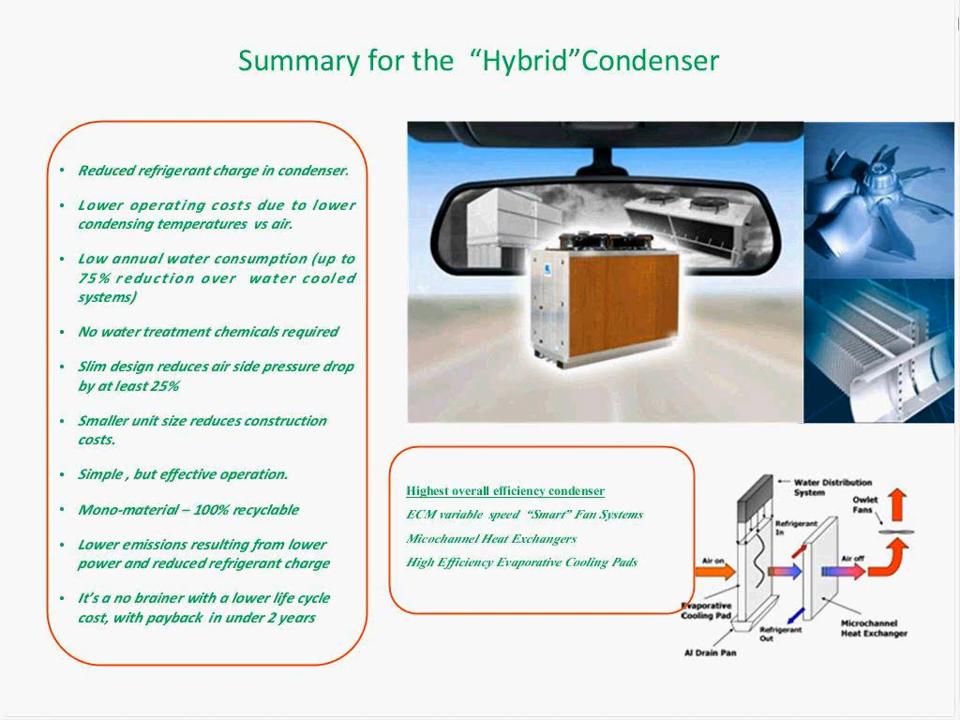 Summary for the “Hybrid”Condenser
• Reduced refrigerant charge in condenser.
• Lower operating costs due to lower
condensing temperatures vs air.
• Low annual water consumption (up to
75% reduction over water cooled
systems)
• No water treatment chemicals required
• Slim design reduces air side pressure drop
by at least 25%
• Smaller unit size reduces construction
costs.
• Simple , but effective operation.
• Mono-material – 100% recyclable
• Lower emissions resulting from lower
power and reduced refrigerant charge
• It’s a no brainer with a lower life cycle
cost, with payback in under 2 years
Highest overall efficiency condenser
ECM variable speed “Smart” Fan Systems
Micochannel Heat Exchangers
High Efficiency Evaporative Cooling Pads
Water Distribution
System
Owlet
Fans
Refrigerant
In
Air on
Air off
Evaporative
Cooling Pad
Refrigerant
Out
Microchannel
Heat Exchanger
Al Drain Pan